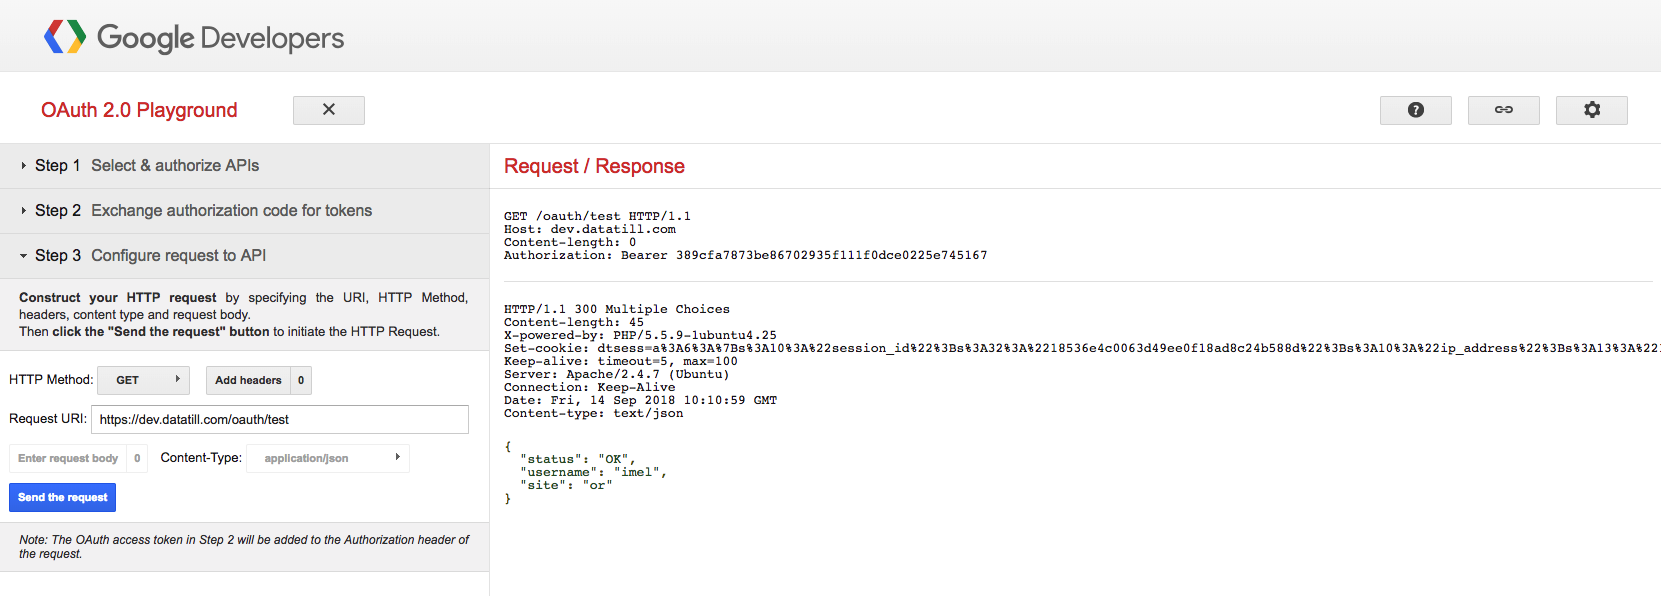 Google Developers
OAuth 2.0 Playground
Step 1 Select & authorize APIs
Step 2 Exchange authorization code for tokens
Step 3 Configure request to API
Construct your HTTP request by specifying the URI, HTTP Method,
headers, content type and request body.
Then click the "Send the request" button to initiate the HTTP Request.
HTTP Method: GET Add headers 0
Request URI: https://dev.datatill.com/oauth/test
Enter request body 0 Content-Type: application/json
Send the request
Note: The OAuth access token in Step 2 will be added to the Authorization header of
the request.
Request / Response
GET /oauth/test HTTP/1.1
Host: dev.datatill.com
Content-length: 0
Authorization: Bearer 389cfa7873be86702935f111f0dce0225e745167
HTTP/1.1 300 Multiple Choices
Content-length: 45
X-powered-by: PHP/5.5.9-1ubuntu4.25
Set-cookie: dtsess=a%3A6%3A%7Bs%3A10%3A%22session_id%22%3Bs%3A32%3A%2218536e4c0063d49ee0f18ad8c24b588d%22%3Bs%3A10%3A%22ip_address%22%3Bs%3A13%3A%221
Keep-alive: timeout=5, max=100
Server: Apache/2.4.7 (Ubuntu)
Connection: Keep-Alive
Date: Fri, 14 Sep 2018 10:10:59 GMT
Content-type: text/json
{
"status": "OK",
"username": "imel",
"site": "or"
}